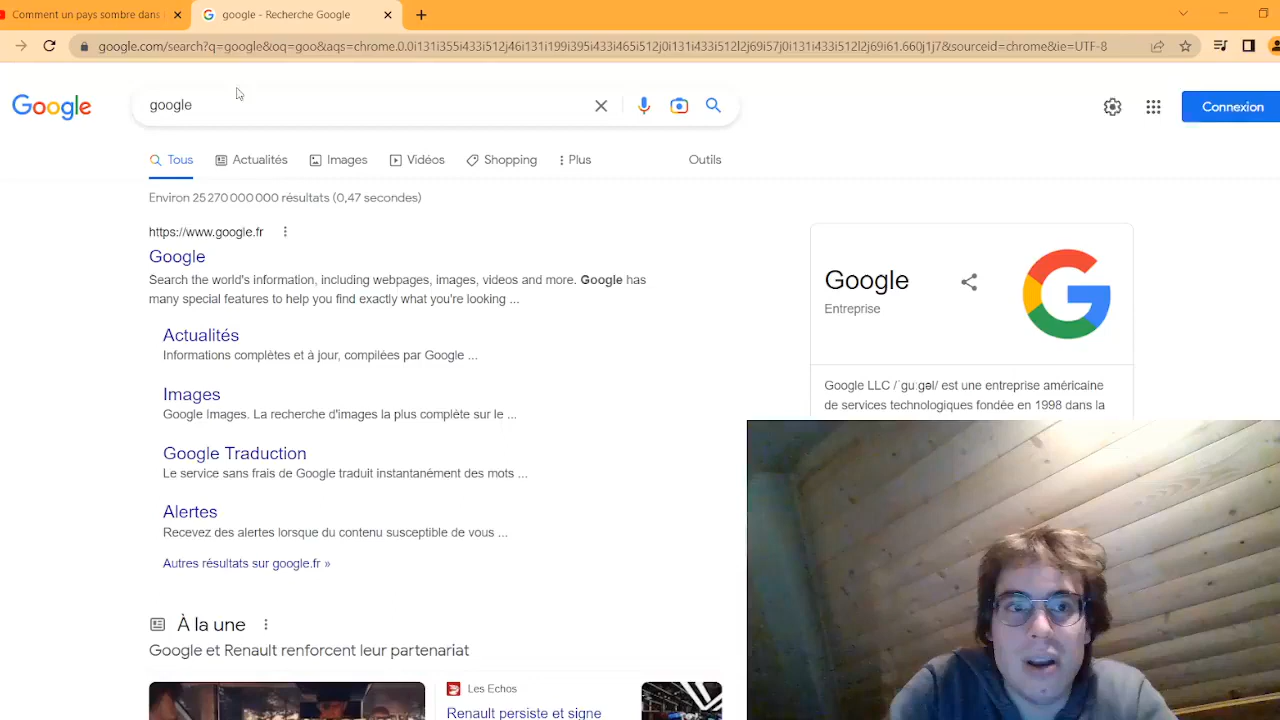 Comment un pays sombre dans
google - Recherche Google
google.com/search?q=google&oq=goo&aqs=chrome.0.0i131i355i433i512j46i131i199i395i433i465i512j0i131i433i512l2j69i57j0i131i433i512l2j69i61.660j1j7&sourceid=chrome&ie=UTF-8
Google
google
Connexion
Tous
Actualités
Images
Vidéos
Shopping
Plus
Outils
Environ 25 270 000 000 résultats (0,47 secondes)
https://www.google.fr
Google
Search the world's information, including webpages, images, videos and more. Google has
many special features to help you find exactly what you're looking ...
Actualités
Informations complètes et à jour, compilées par Google ...
Images
Google Images. La recherche d'images la plus complète sur le ...
Google Traduction
Le service sans frais de Google traduit instantanément des mots ...
Alertes
Recevez des alertes lorsque du contenu susceptible de vous ...
Autres résultats sur google.fr »
À la une
Google et Renault renforcent leur partenariat
Les Echos
Renault persiste et signe
Google
Entreprise
Google LLC /ˈguːgəl/ est une entreprise américaine
de services technologiques fondée en 1998 dans la